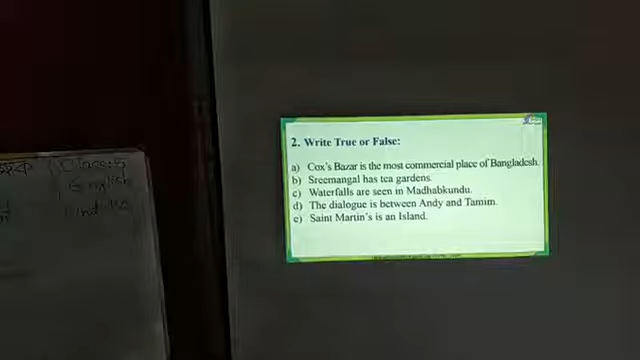 Class: 5
English
2. Write True or False:
a) Cox's Bazar is the most commercial place of Bangladesh.
b) Sreemangal has tea gardens.
c) Waterfalls are seen in Madhabkundu.
d) The dialogue is between Andy and Tamim.
e) Saint Martin's is an Island.